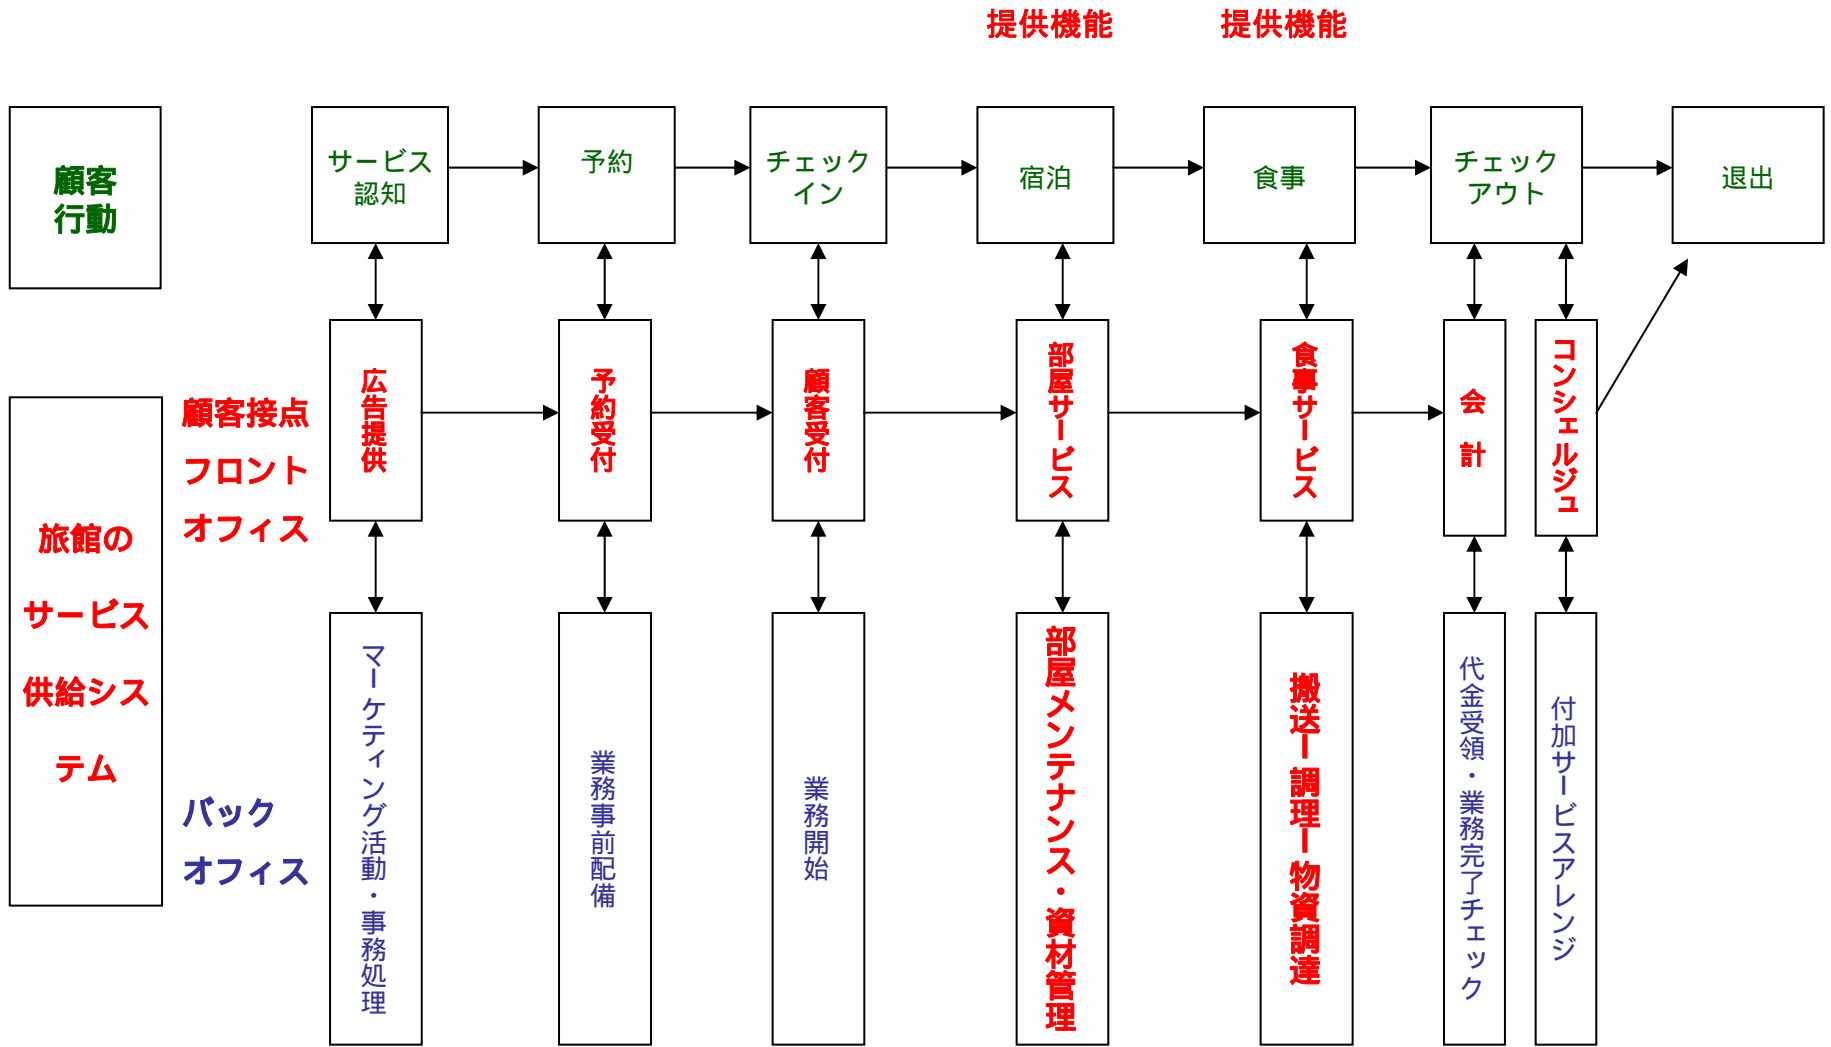 提供機能
提供機能
顧客
行動
サービス
認知
予約
チェック
イン
宿泊
食事
チェック
アウト
退出
旅館の
サービス
供給シス
テム
顧客接点
フロント
オフィス
広告提供
予約受付
顧客受付
部屋サービス
食事サービス
会 計
コンシェルジュ
バック
オフィス
マーケティング活動・事務処理
業務事前配備
業務開始
部屋メンテナンス・資材管理
搬送ー調理ー物資調達
代金受領・業務完了チェック
付加サービスアレンジ